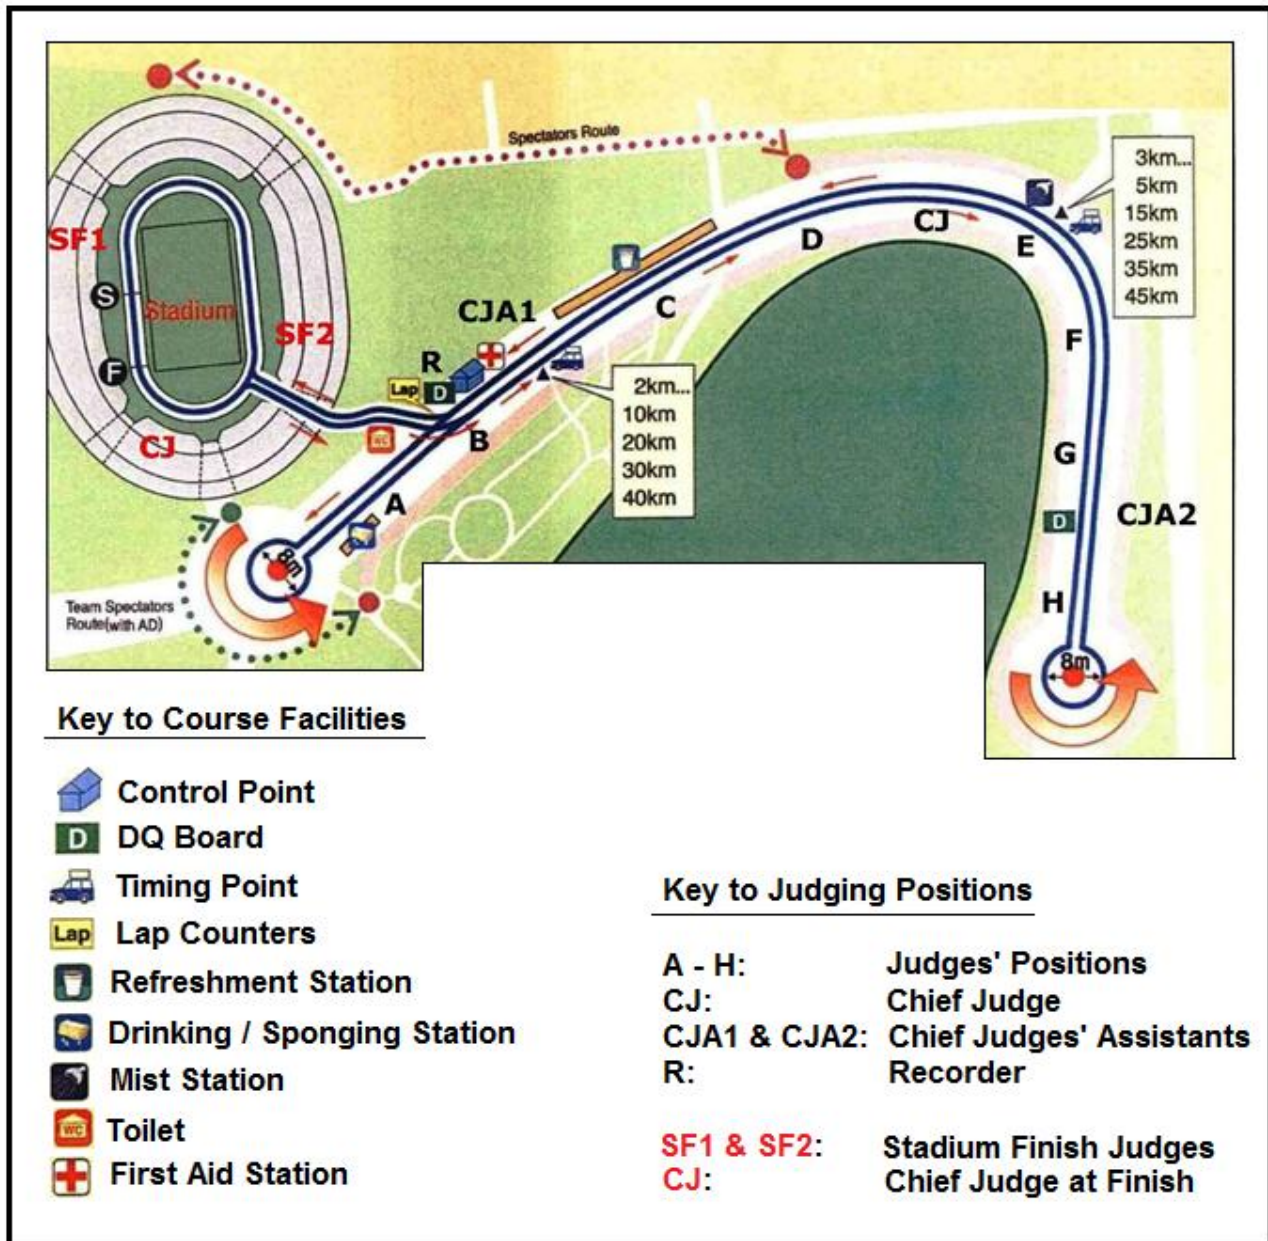 Spectators Route
3km...
5km
15km
25km
35km
45km
SF1
S
Stadium
SF2
F
CJ
CJ
D
E
C
CJA1
R
Lap
D
WC
B
2km...
10km
20km
30km
40km
F
G
D
CJA2
A
H
8m
8m
Team Spectators
Route(with AD)
Key to Course Facilities
Control Point
D DQ Board
Timing Point
Lap Lap Counters
Refreshment Station
Drinking / Sponging Station
Mist Station
WC Toilet
First Aid Station
Key to Judging Positions
A - H: Judges' Positions
CJ: Chief Judge
CJA1 & CJA2: Chief Judges' Assistants
R: Recorder
SF1 & SF2: Stadium Finish Judges
CJ: Chief Judge at Finish